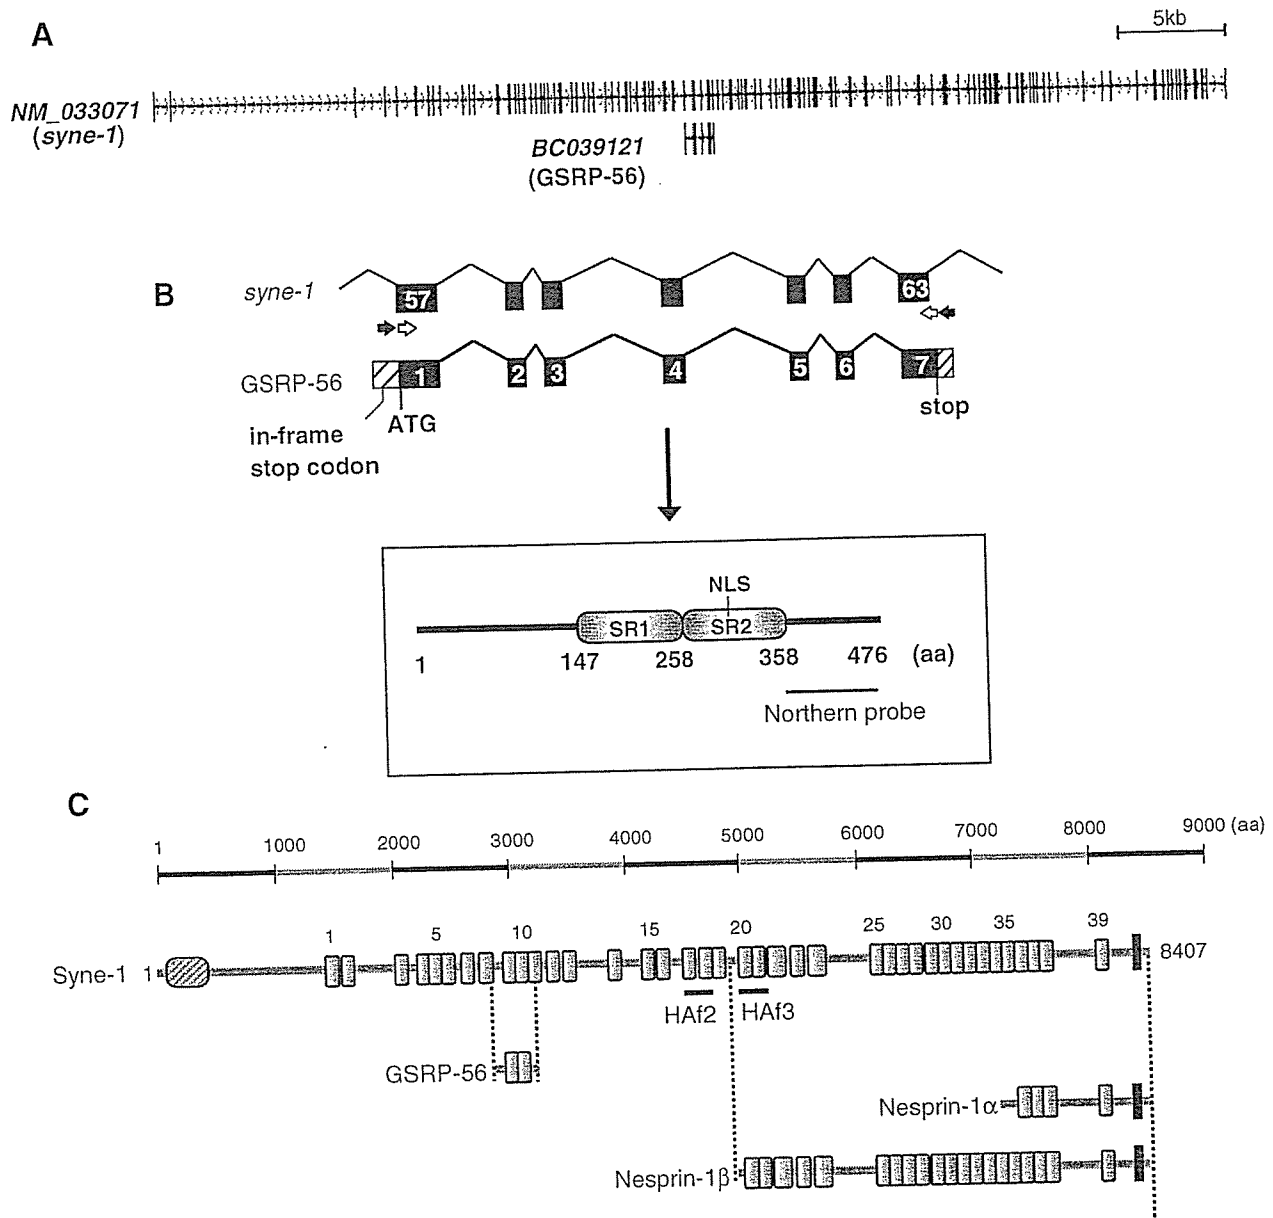 A
5kb
NM_033071
(syne-1)
BC039121
(GSRP-56)
B
syne-1
57
63
GSRP-56
1 2 3 4 5 6 7
ATG
stop
in-frame
stop codon
NLS
SR1 SR2
1 147 258 358 476 (aa)
Northern probe
C
1 1000 2000 3000 4000 5000 6000 7000 8000 9000 (aa)
1 5 10 15 20 25 30 35 39
Syne-1 1 8407
HAf2 HAf3
GSRP-56
Nesprin-1α
Nesprin-1β